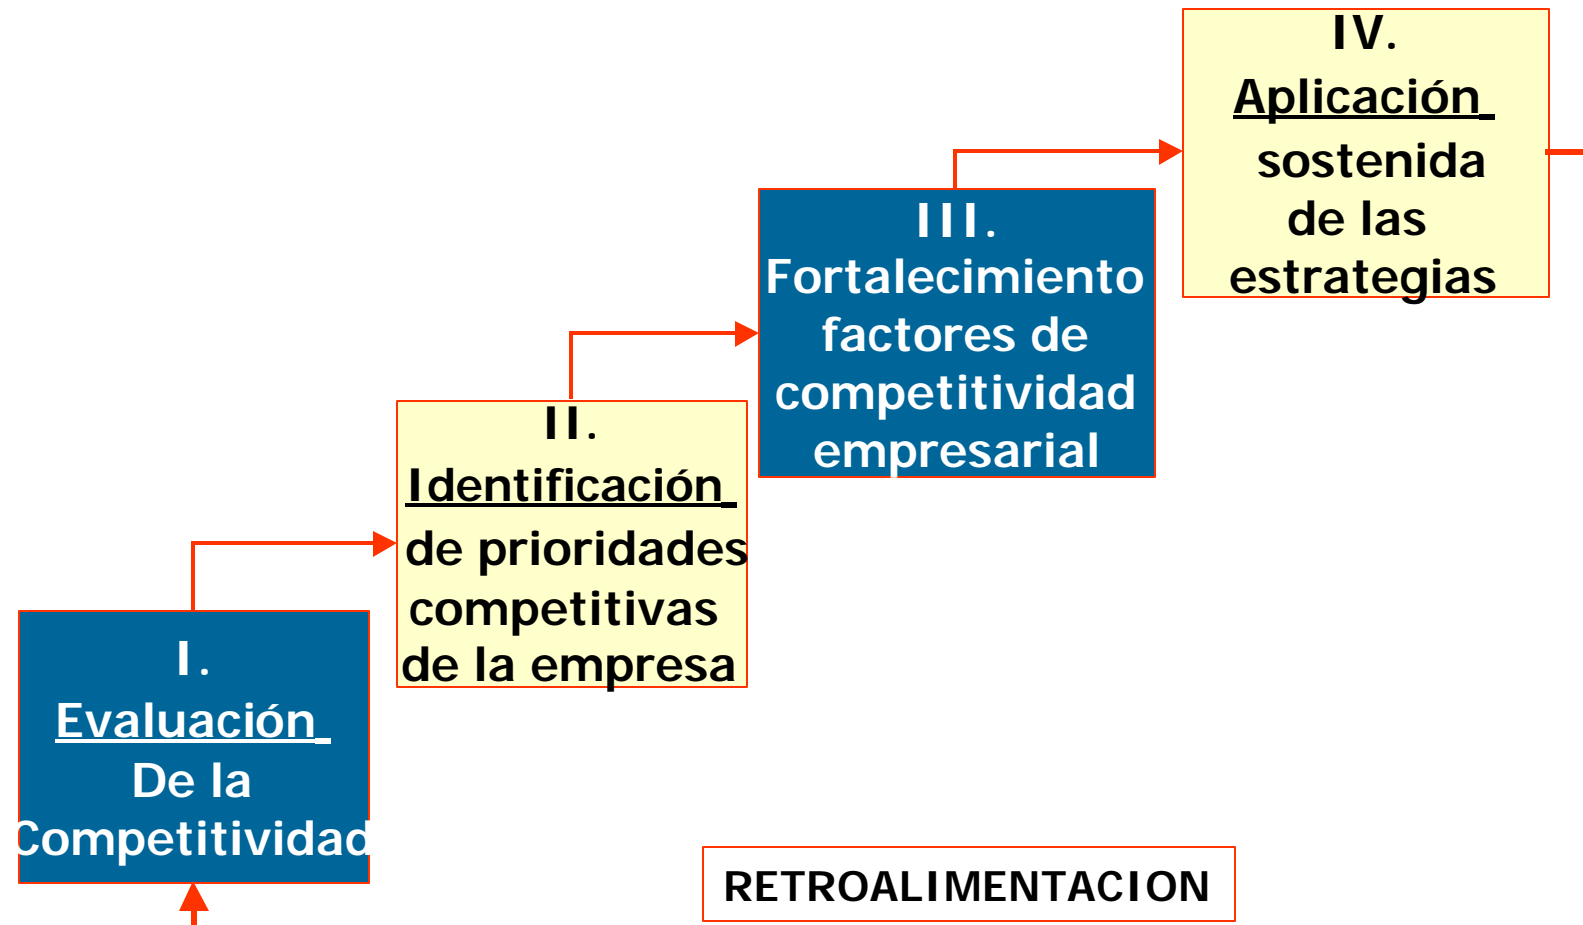 I.
Evaluación
De la
Competitividad
II.
Identificación
de prioridades
competitivas
de la empresa
III.
Fortalecimiento
factores de
competitividad
empresarial
IV.
Aplicación
sostenida
de las
estrategias
RETROALIMENTACION